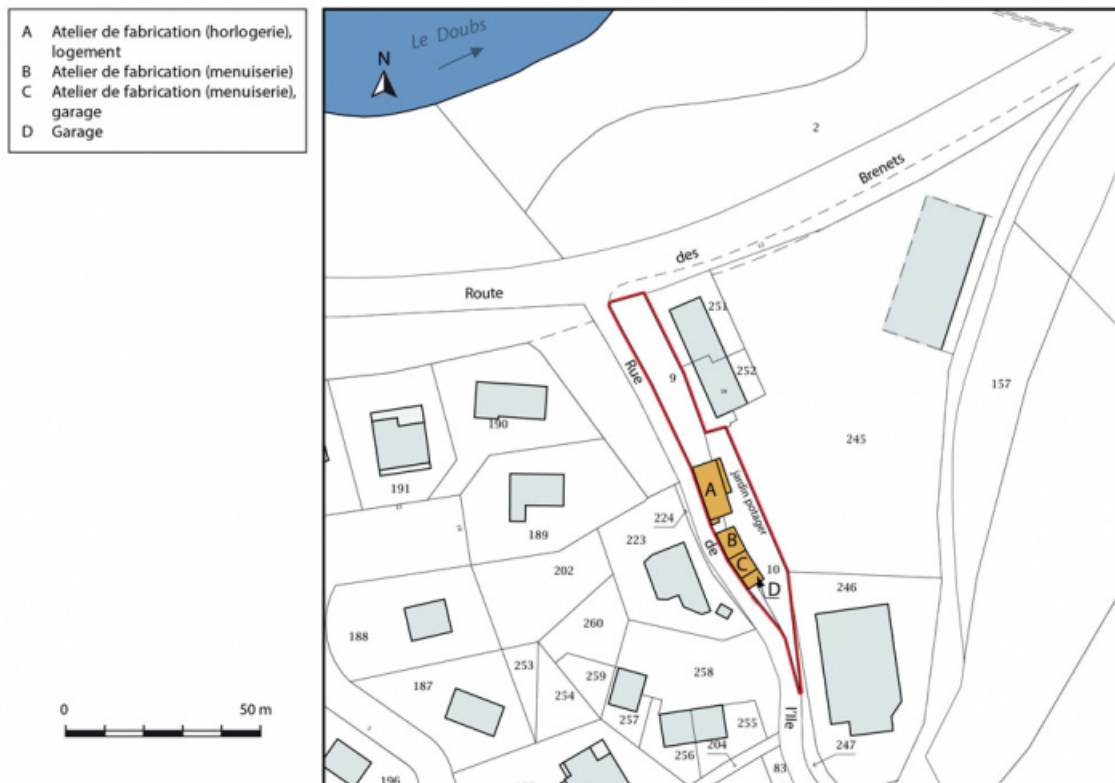 A Atelier de fabrication (horlogerie),
logement
B Atelier de fabrication (menuiserie)
C Atelier de fabrication (menuiserie),
garage
D Garage
Le Doubs
N
2
Brenets
des
Route
251
Rue
9
252
157
190
245
191
A
jardin potager
224
189
223
de
B
C
202
10
D
246
188
260
253
259
258
187
254
0 50 m
257
255
l'Ile
256
204
247
83
196